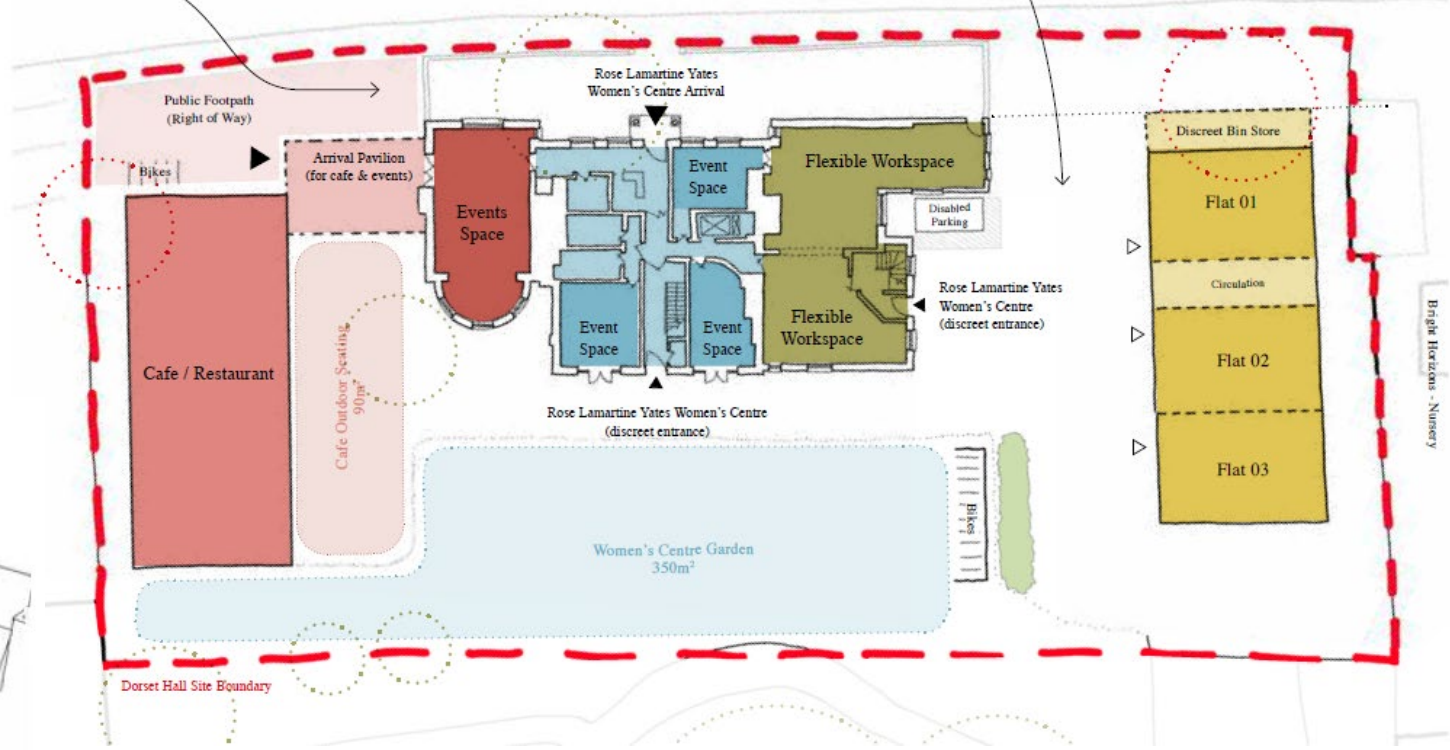 Rose Lamartine Yates
Women's Centre Arrival
Public Footpath
(Right of Way)
Bikes
Arrival Pavilion
(for cafe & events)
Events
Space
Event
Space
Flexible Workspace
Disabled
Parking
Discreet Bin Store
Flat 01
Circulation
Flat 02
Flat 03
Rose Lamartine Yates
Women's Centre
(discreet entrance)
Bright Horizons - Nursery
Cafe / Restaurant
Cafe Outdoor Seating
90m²
Event
Space
Event
Space
Flexible
Workspace
Rose Lamartine Yates Women's Centre
(discreet entrance)
Women's Centre Garden
350m²
Bikes
Dorset Hall Site Boundary